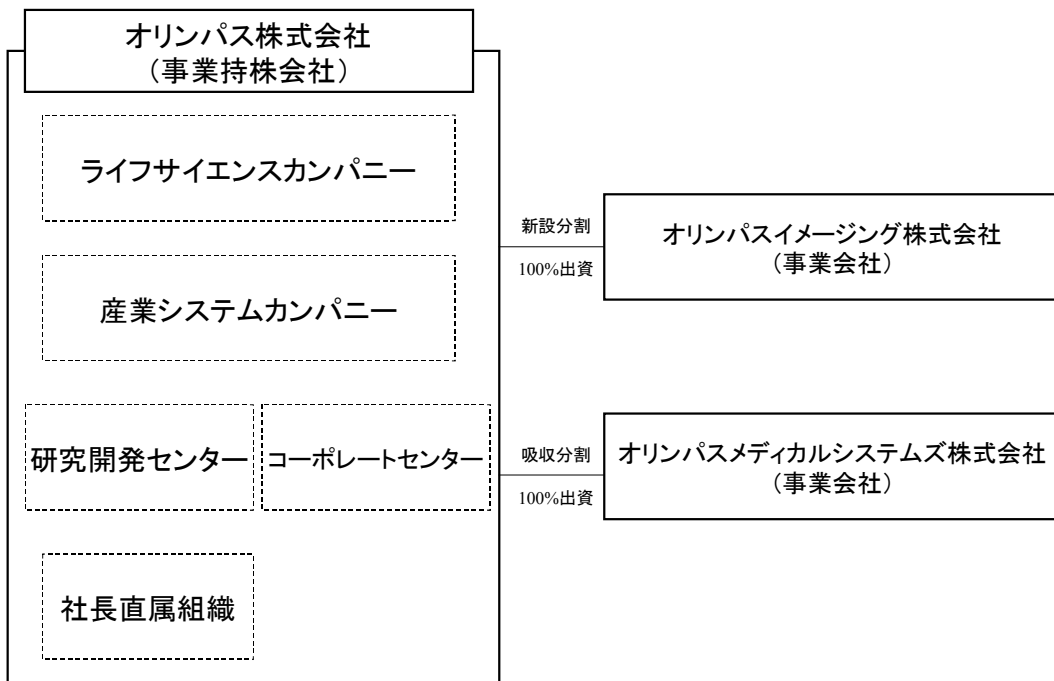 オリンパス株式会社
（事業持株会社）
ライフサイエンスカンパニー
産業システムカンパニー
研究開発センター
コーポレートセンター
社長直属組織
新設分割
100%出資
オリンパスイメージング株式会社
（事業会社）
吸収分割
100%出資
オリンパスメディカルシステムズ株式会社
（事業会社）